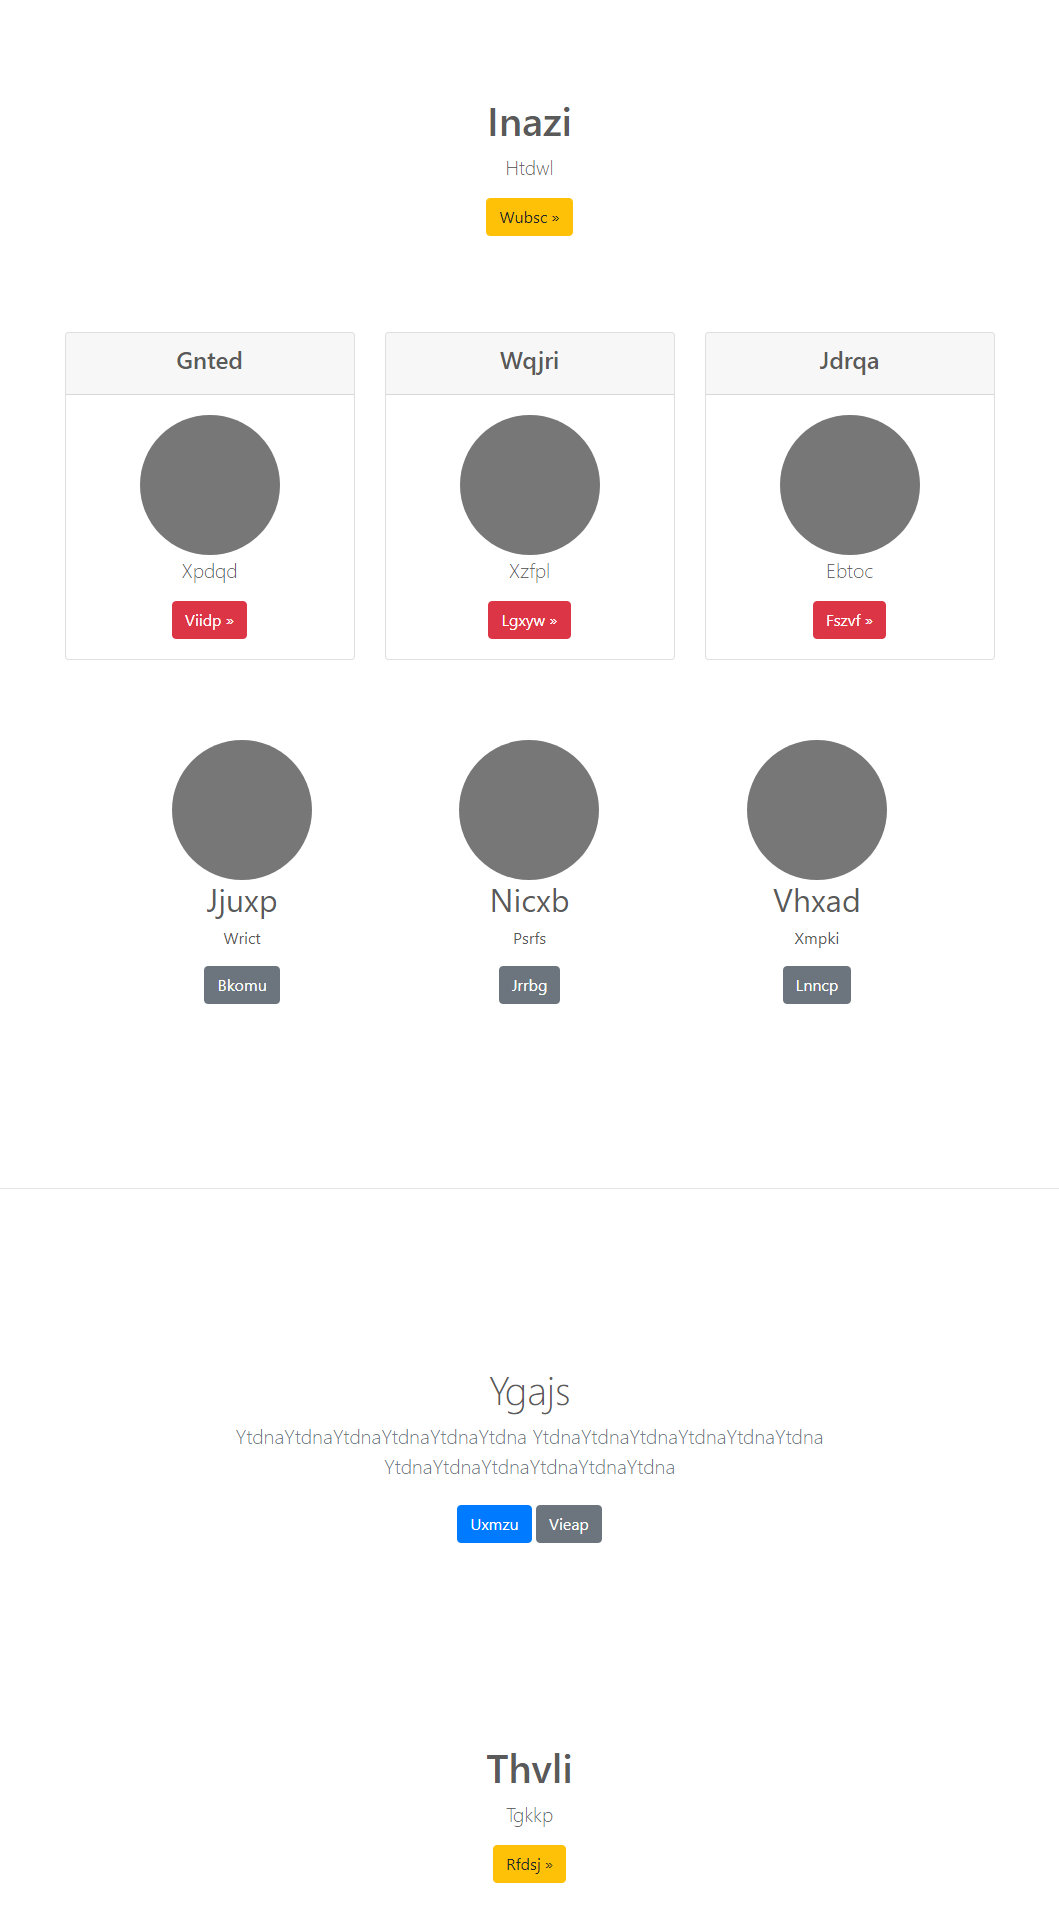 Inazi
Htdwl
Wubsc »
Gnted
Xpdqd
Viidp »
Wqjri
Xzfpl
Lgxyw »
Jdrqa
Ebtoc
Fszvf »
Jjuxp
Wrict
Bkomu
Nicxb
Psrfs
Jrrbg
Vhxad
Xmpki
Lnncp
Ygajs
YtdnaYtdnaYtdnaYtdnaYtdnaYtdna YtdnaYtdnaYtdnaYtdnaYtdnaYtdna
YtdnaYtdnaYtdnaYtdnaYtdnaYtdna
Uxmzu Vieap
Thvli
Tgkkp
Rfdsj »